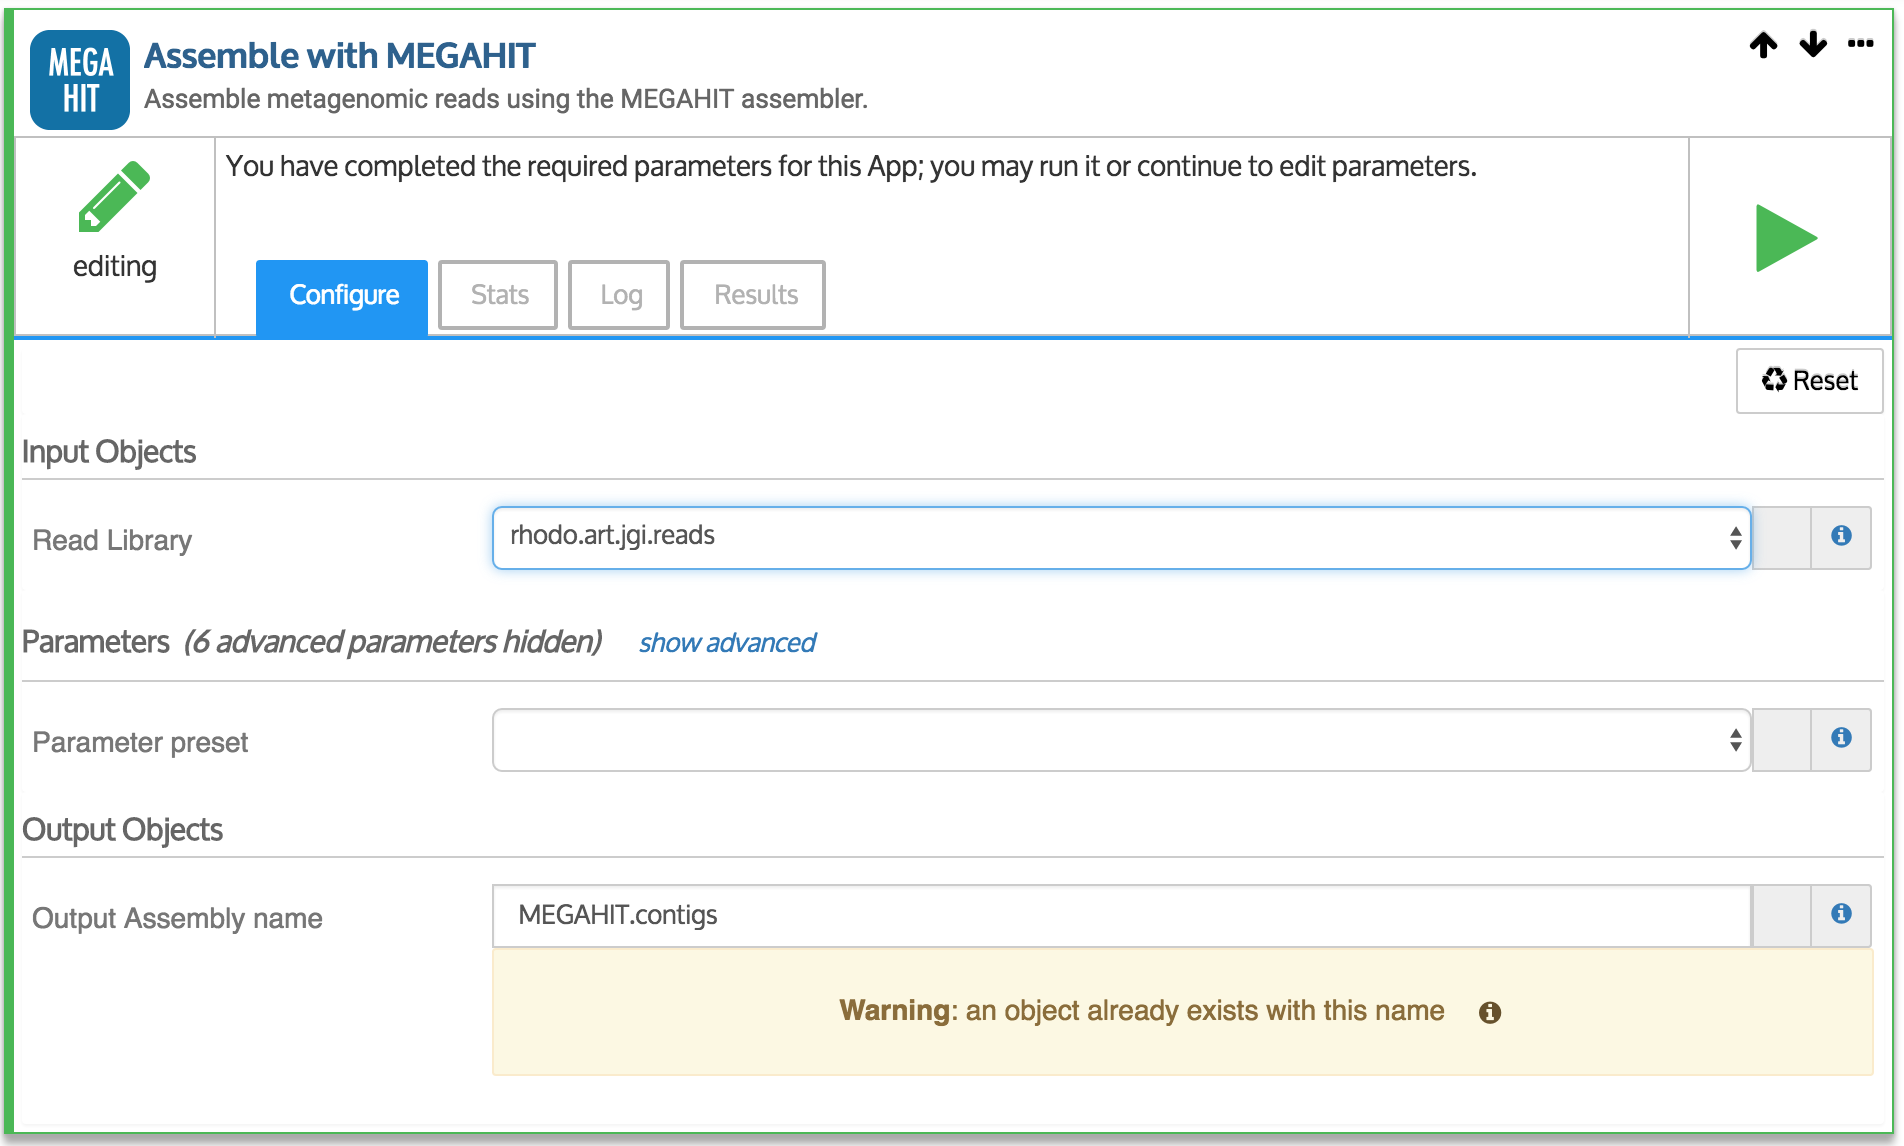 MEGA
HIT
Assemble with MEGAHIT
Assemble metagenomic reads using the MEGAHIT assembler.
You have completed the required parameters for this App; you may run it or continue to edit parameters.
editing
Configure Stats Log Results
Reset
Input Objects
Read Library rhodo.art.jgi.reads
Parameters (6 advanced parameters hidden) show advanced
Parameter preset
Output Objects
Output Assembly name MEGAHIT.contigs
Warning: an object already exists with this name